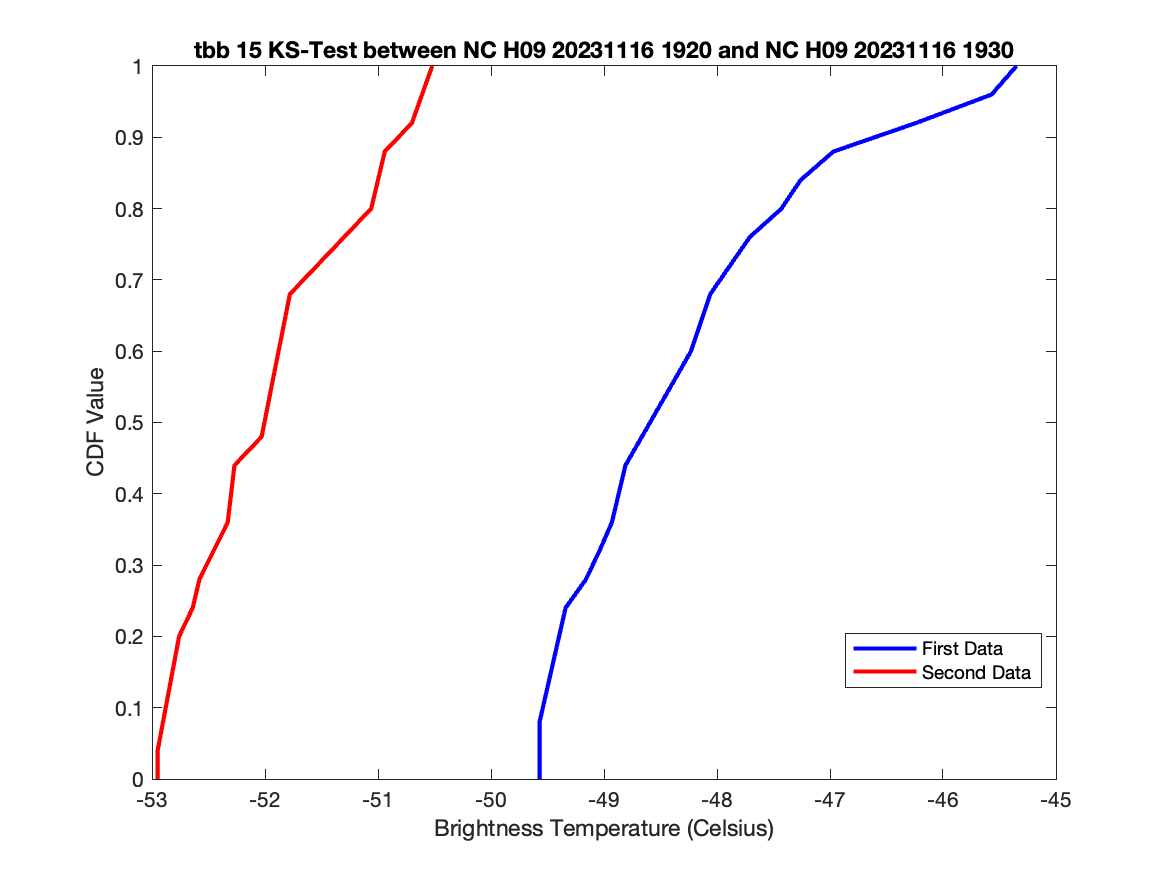 tbb 15 KS-Test between NC H09 20231116 1920 and NC H09 20231116 1930
1
0.9
0.8
0.7
0.6
0.5
0.4
0.3
0.2
0.1
0
CDF Value
First Data
Second Data
-53 -52 -51 -50 -49 -48 -47 -46 -45
Brightness Temperature (Celsius)